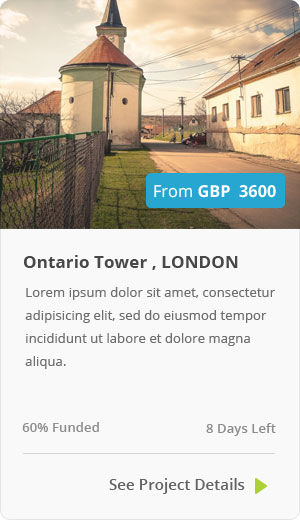 From GBP 3600
Ontario Tower , LONDON
Lorem ipsum dolor sit amet, consectetur
adipisicing elit, sed do eiusmod tempor
incididunt ut labore et dolore magna
aliqua.
60% Funded
8 Days Left
See Project Details